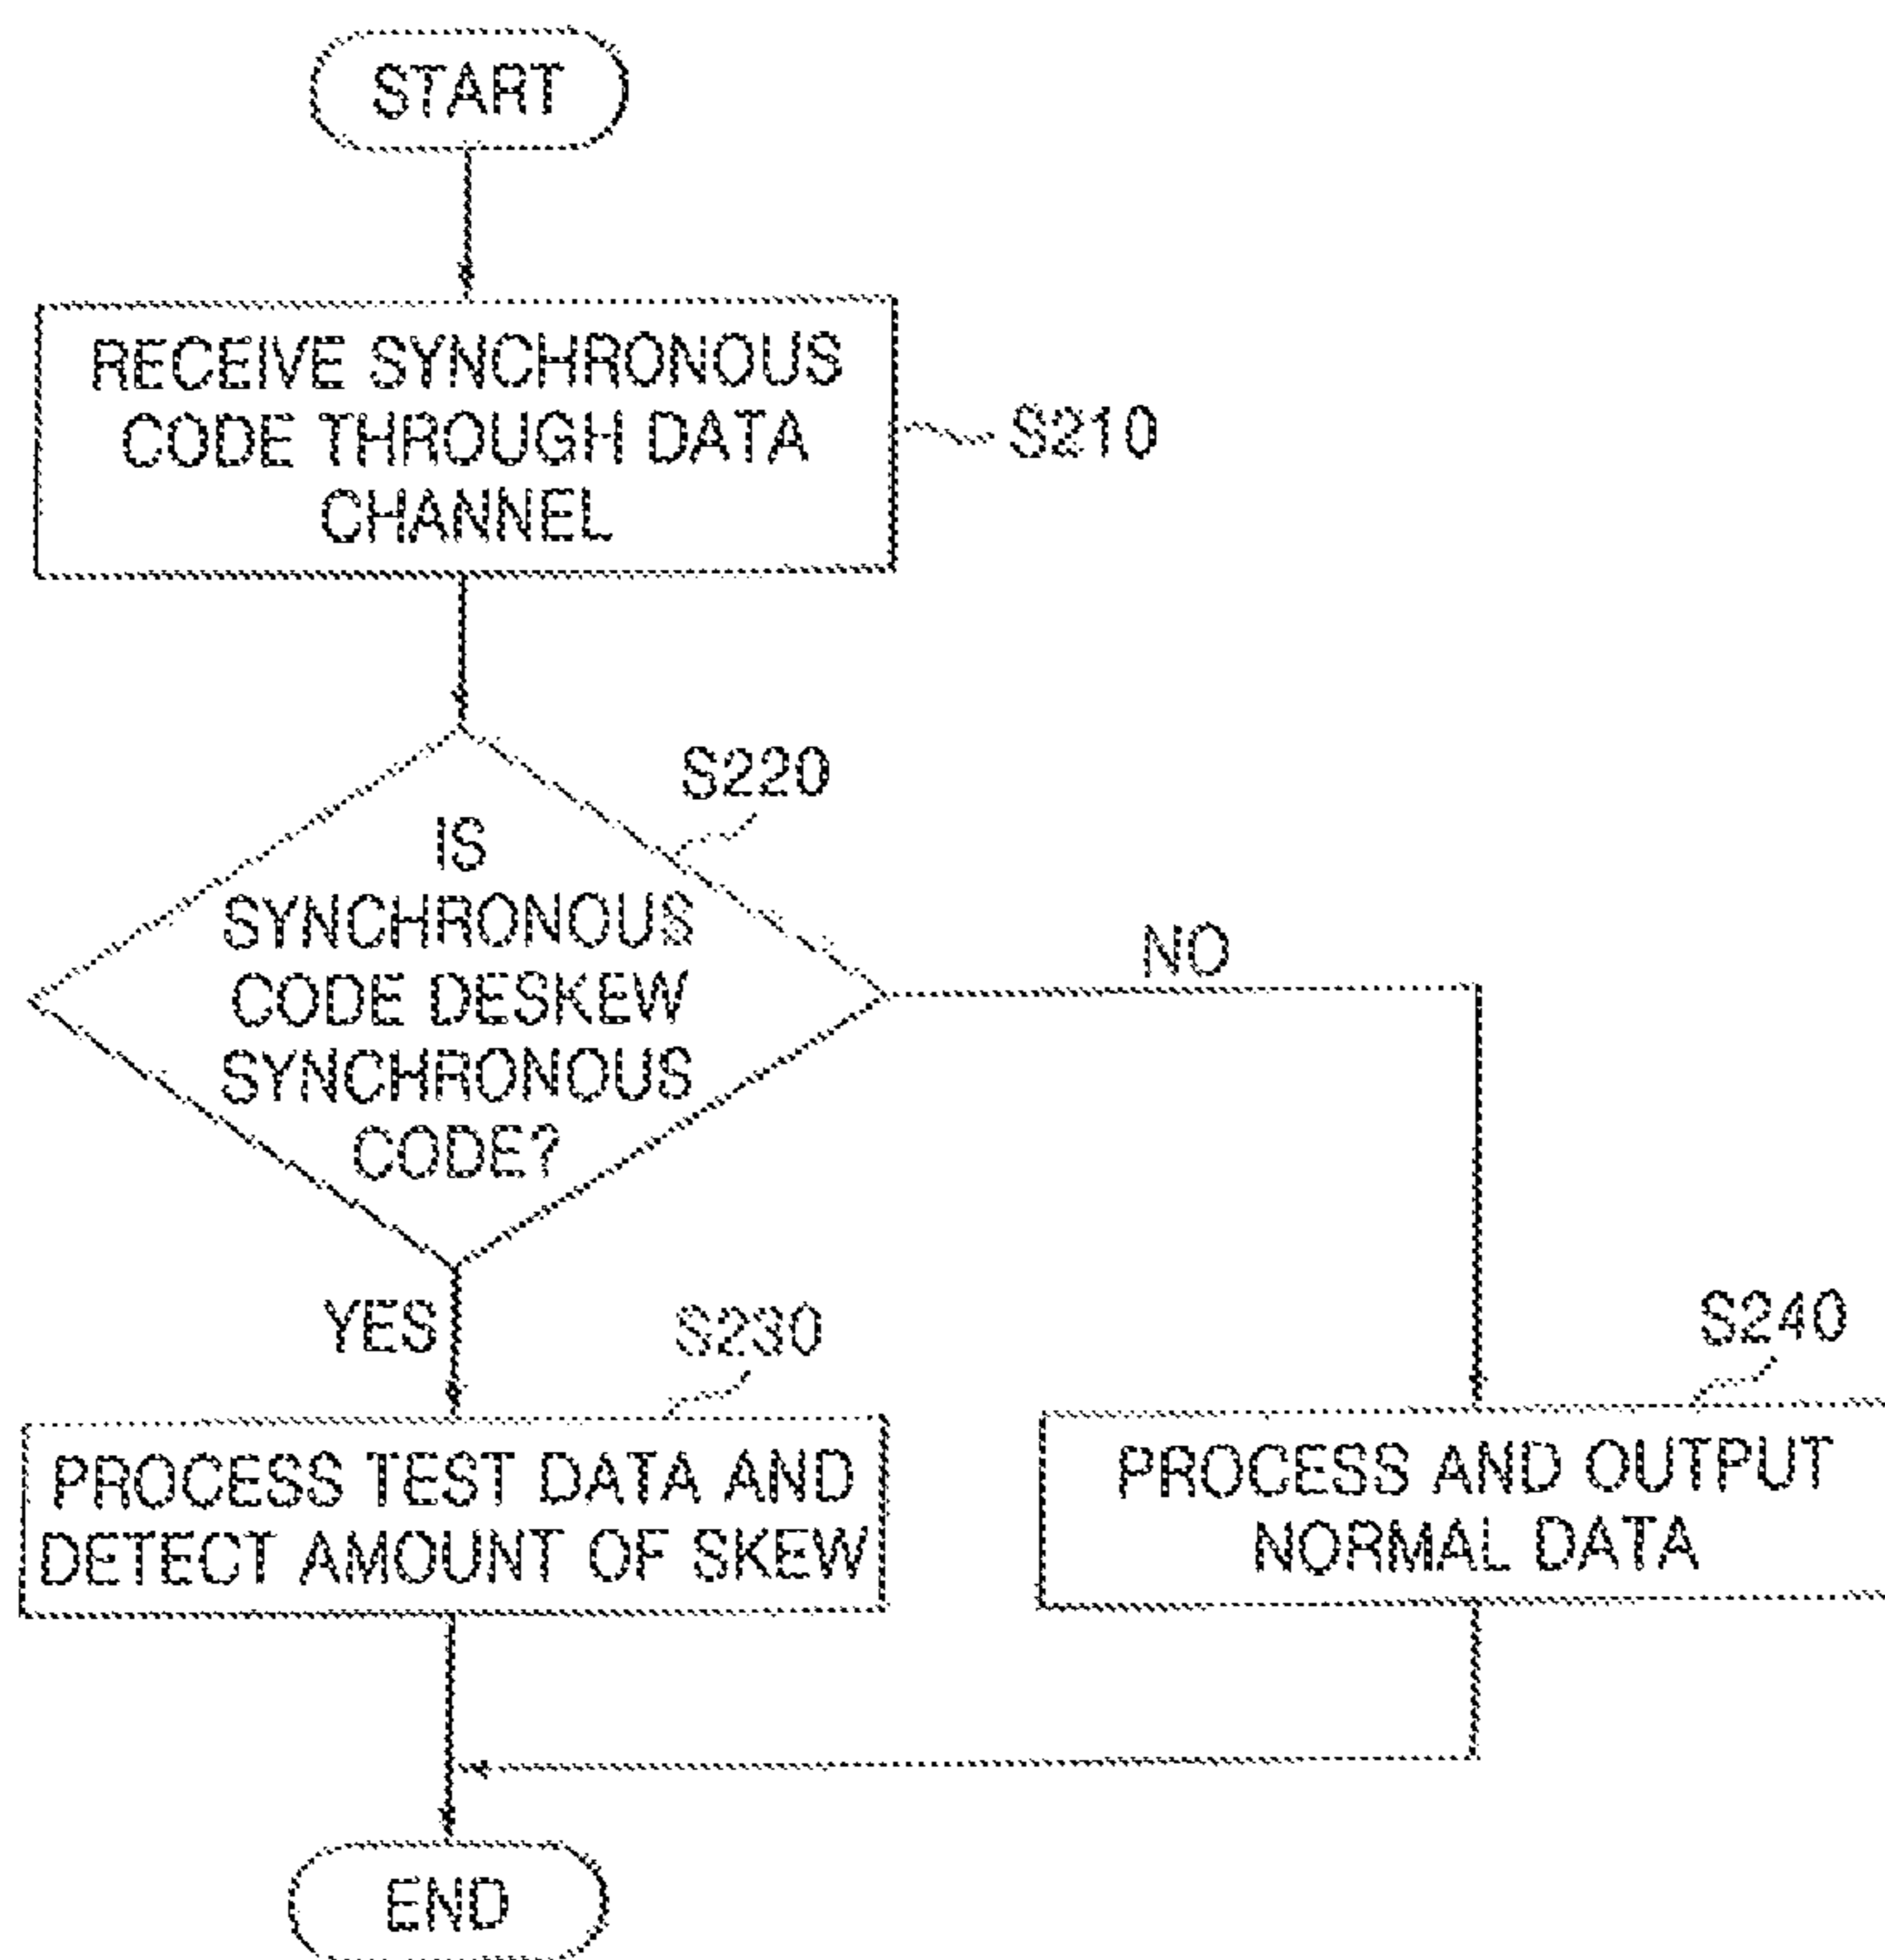 START
RECEIVE SYNCHRONOUS
CODE THROUGH DATA
CHANNEL
S210
S220
IS
SYNCHRONOUS
CODE DESKEW
SYNCHRONOUS
CODE?
NO
YES
S230
S240
PROCESS TEST DATA AND
DETECT AMOUNT OF SKEW
PROCESS AND OUTPUT
NORMAL DATA
END